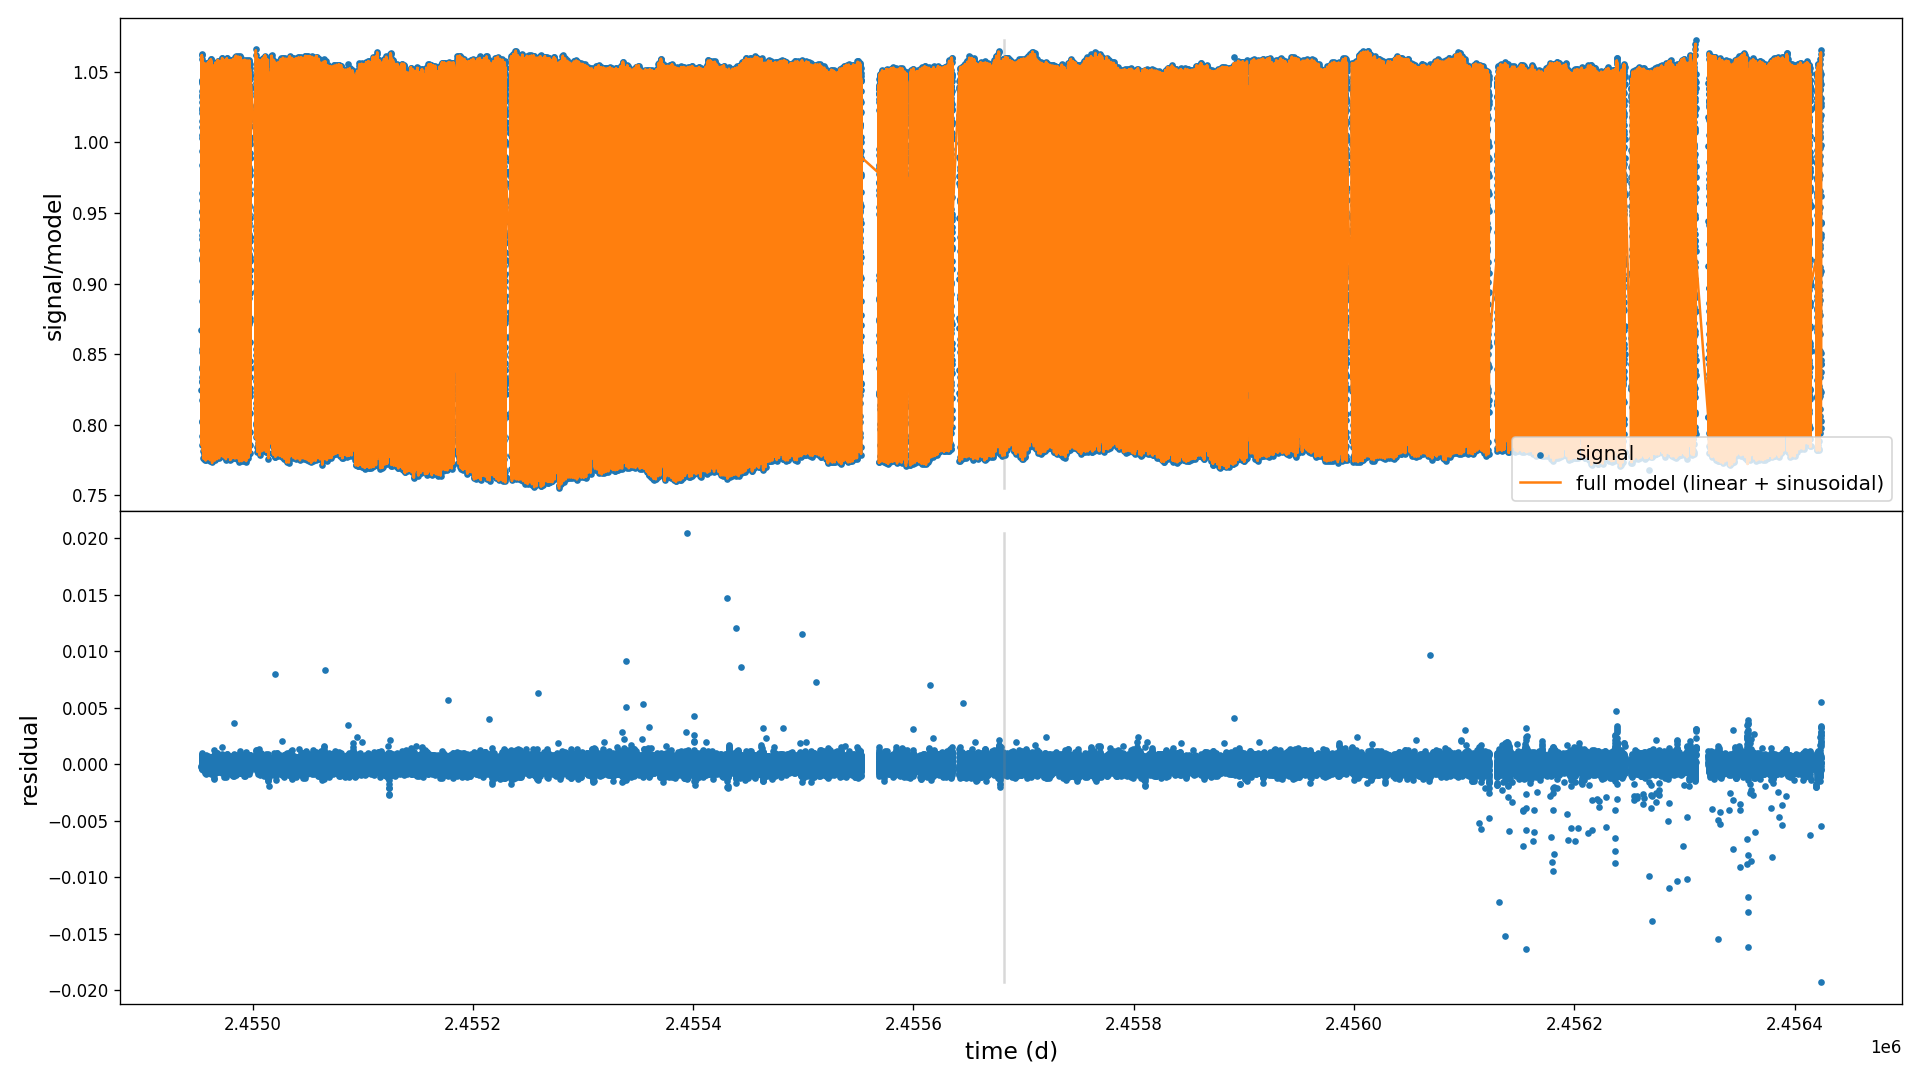 signal/model
1.05
1.00
0.95
0.90
0.85
0.80
0.75
signal
full model (linear + sinusoidal)
residual
0.020
0.015
0.010
0.005
0.000
−0.005
−0.010
−0.015
−0.020
2.4550 2.4552 2.4554 2.4556 2.4558 2.4560 2.4562 2.4564
1e6
time (d)